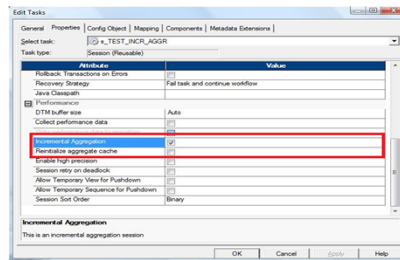 Edit Tasks
General Properties Config Object Mapping Components Metadata Extensions
Select task: s_TEST_INCR_AGGR
Task type: Session (Reusable)
Attribute Value
Rollback Transactions on Errors
Recovery Strategy Fail task and continue workflow
Java Classpath
Performance
DTM buffer size Auto
Collect performance data
Incremental Aggregation
Reinitialize aggregate cache
Enable high precision
Session retry on deadlock
Allow Temporary View for Pushdown
Allow Temporary Sequence for Pushdown
Session Sort Order Binary
Incremental Aggregation
This is an incremental aggregation session
OK Cancel Apply Help